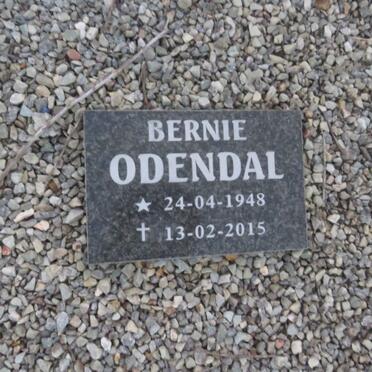 BERNIE
ODENDAL
★ 24-04-1948
✝ 13-02-2015